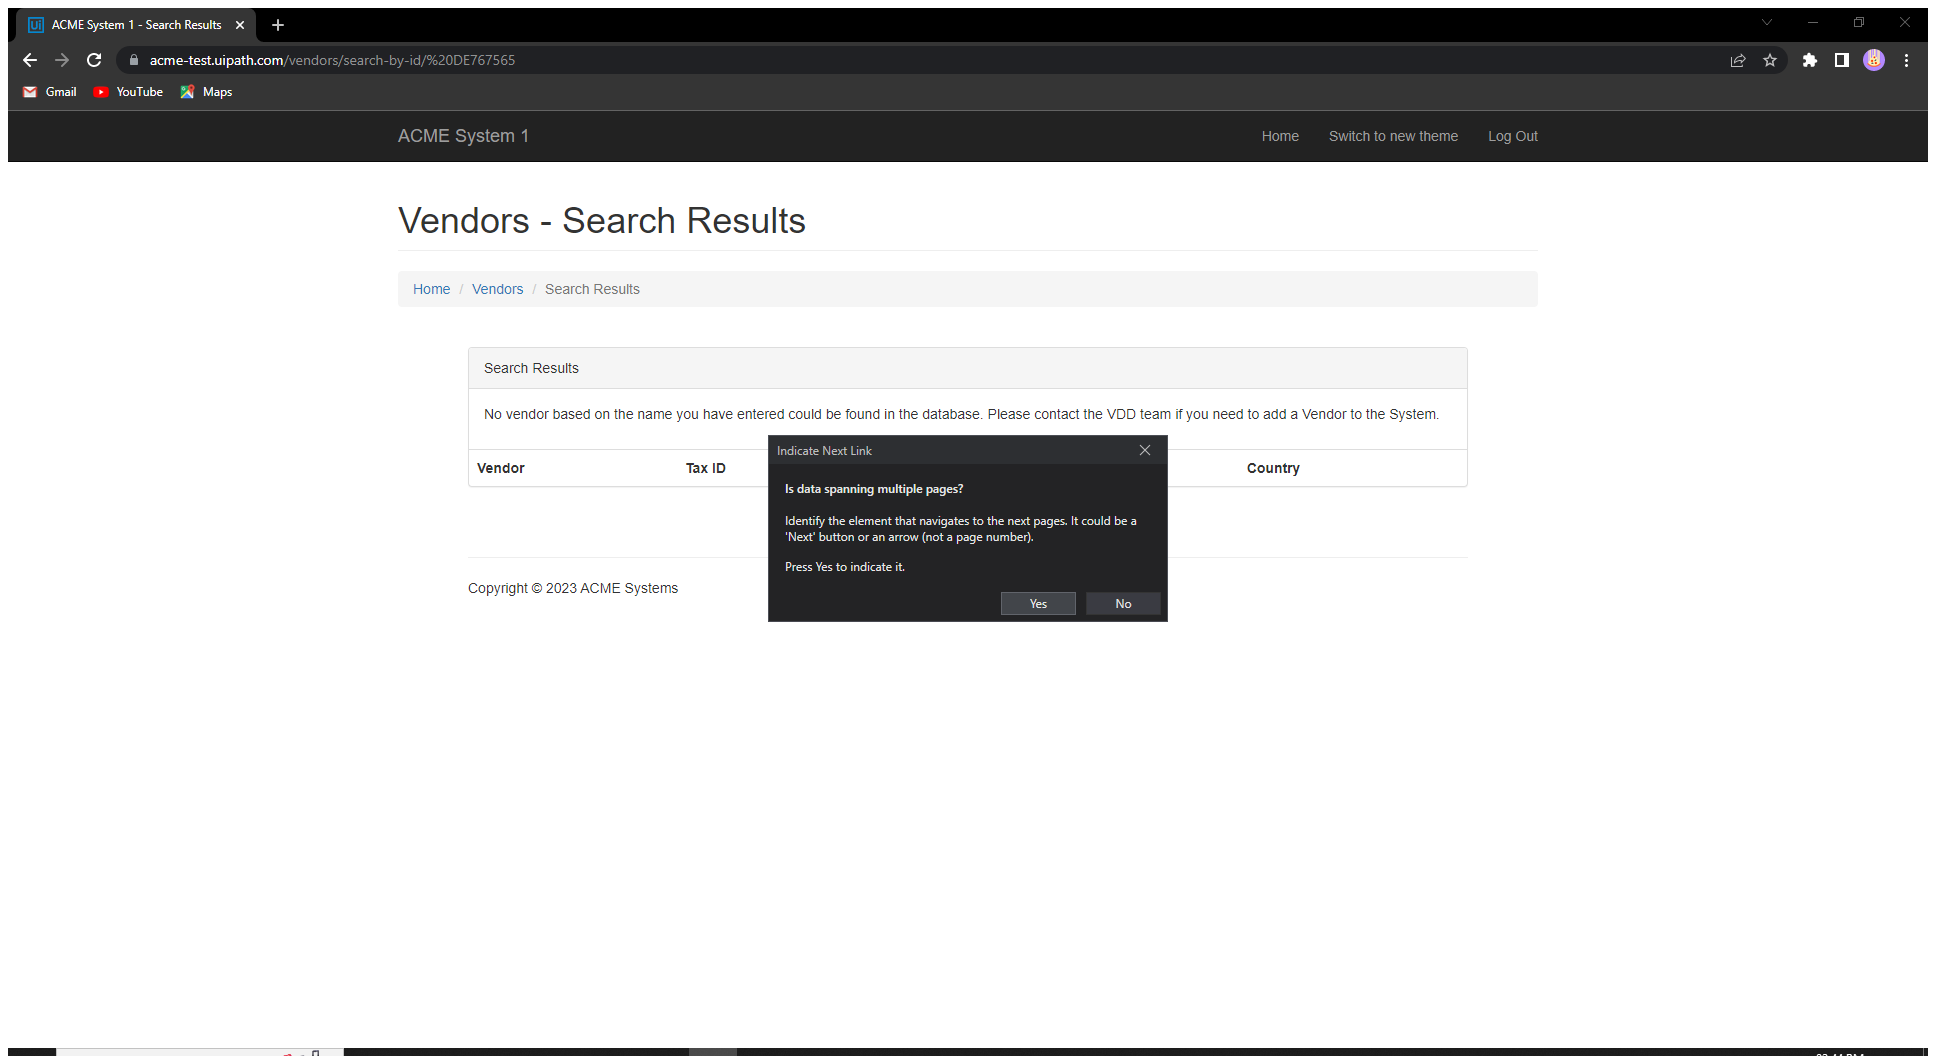 ACME System 1 - Search Results
acme-test.uipath.com/vendors/search-by-id/%20DE767565
Gmail YouTube Maps
ACME System 1 Home Switch to new theme Log Out
Vendors - Search Results
Home / Vendors / Search Results
Search Results
No vendor based on the name you have entered could be found in the database. Please contact the VDD team if you need to add a Vendor to the System.
Vendor Tax ID Country
Indicate Next Link
Is data spanning multiple pages?
Identify the element that navigates to the next pages. It could be a
'Next' button or an arrow (not a page number).
Press Yes to indicate it.
Yes No
Copyright © 2023 ACME Systems